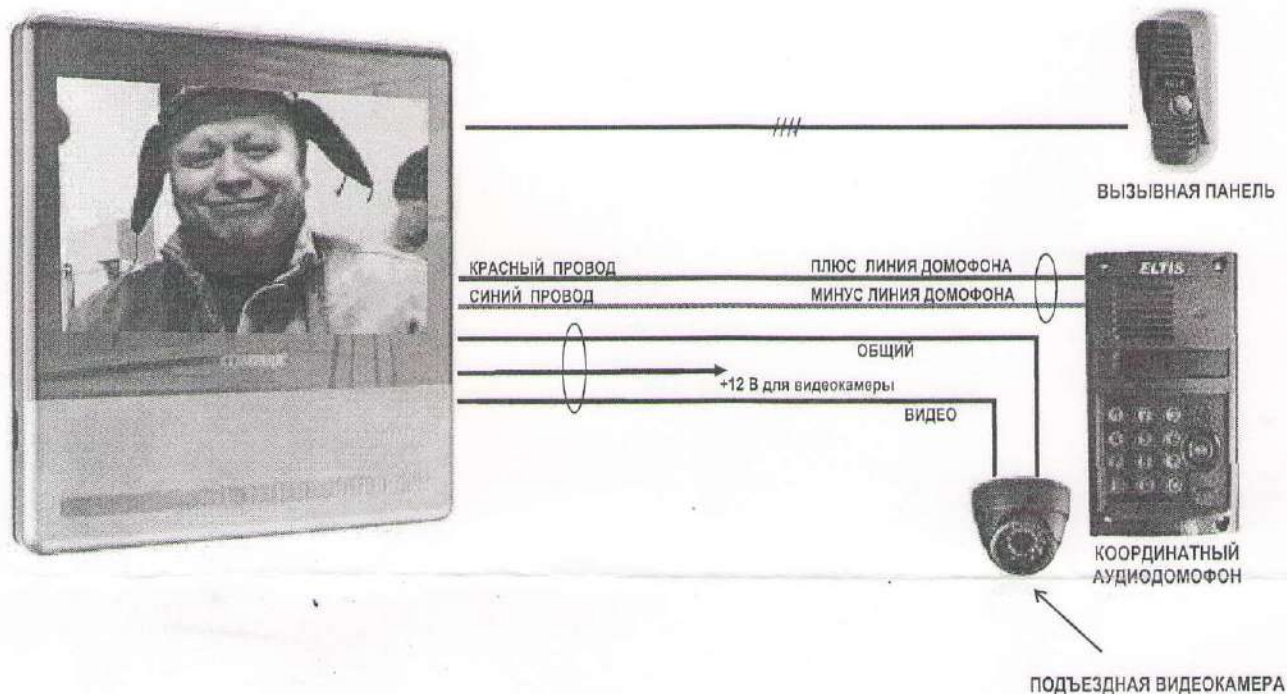 ВЫЗЫВНАЯ ПАНЕЛЬ
КРАСНЫЙ ПРОВОД
ПЛЮС ЛИНИЯ ДОМОФОНА
ELTIS
СИНИЙ ПРОВОД
МИНУС ЛИНИЯ ДОМОФОНА
ОБЩИЙ
+12 В для видеокамеры
ВИДЕО
КООРДИНАТНЫЙ
АУДИОДОМОФОН
ПОДЪЕЗДНАЯ ВИДЕОКАМЕРА